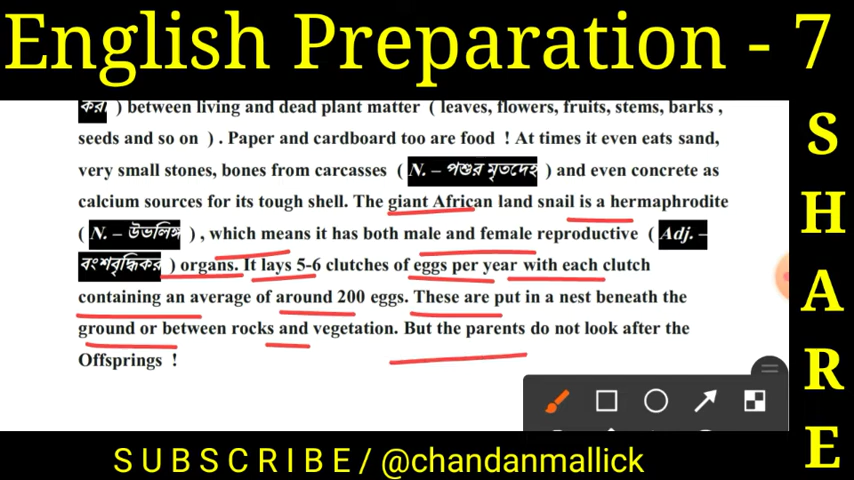 English Preparation - 7
করা ) between living and dead plant matter ( leaves, flowers, fruits, stems, barks ,
seeds and so on ) . Paper and cardboard too are food ! At times it even eats sand,
very small stones, bones from carcasses ( N. – পশুর মৃতদেহ ) and even concrete as
calcium sources for its tough shell. The giant African land snail is a hermaphrodite
( N. – উভলিঙ্গ ) , which means it has both male and female reproductive ( Adj. –
বংশবৃদ্ধিকর ) organs. It lays 5-6 clutches of eggs per year with each clutch
containing an average of around 200 eggs. These are put in a nest beneath the
ground or between rocks and vegetation. But the parents do not look after the
Offsprings !
SHARE
SUBSCRIBE/ @chandanmallick